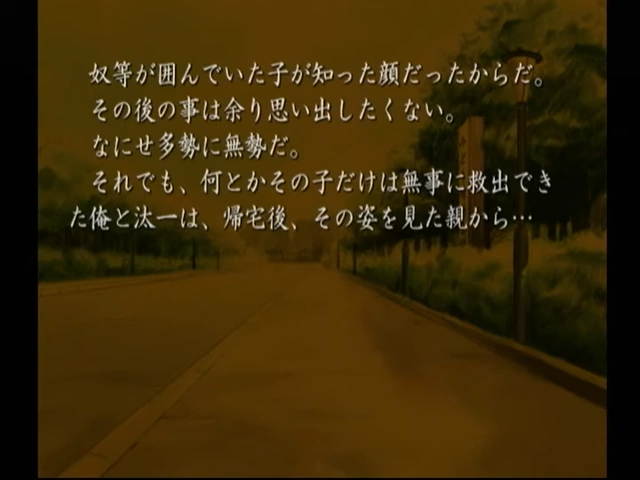 奴等が囲んでいた子が知った顔だったからだ。
その後の事は余り思い出したくない。
なにせ多勢に無勢だ。
それでも、何とかその子だけは無事に救出でき
た俺と汰一は、帰宅後、その姿を見た親から…